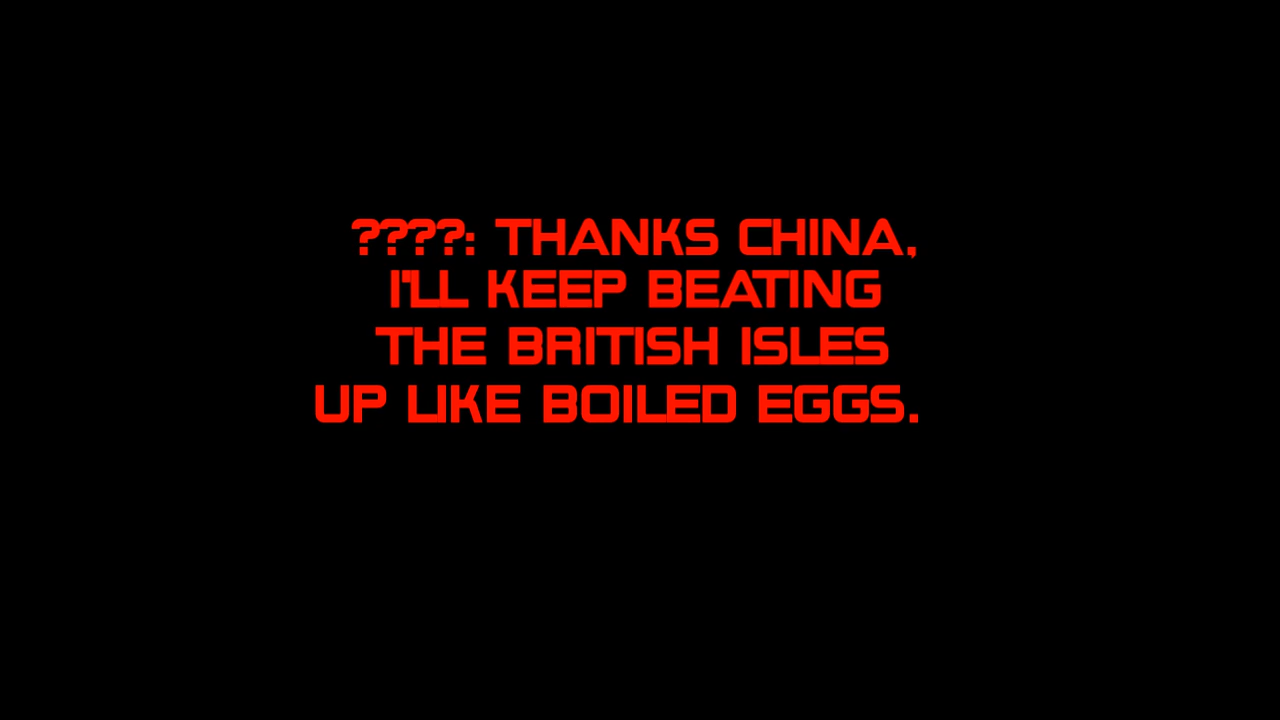 ????: THANKS CHINA,
I'LL KEEP BEATING
THE BRITISH ISLES
UP LIKE BOILED EGGS.